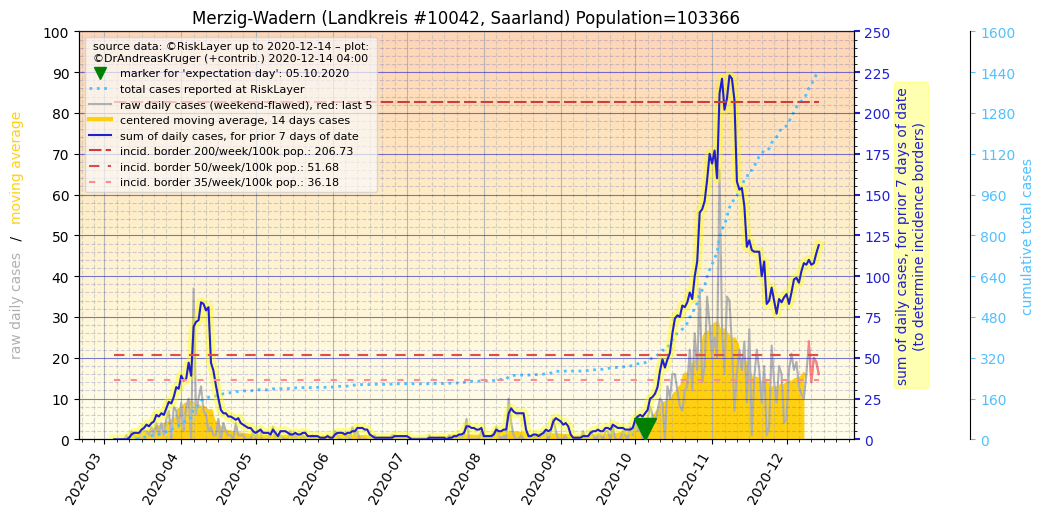 Merzig-Wadern (Landkreis #10042, Saarland) Population=103366
source data: ©RiskLayer up to 2020-12-14 – plot:
©DrAndreasKruger (+contrib.) 2020-12-14 04:00
marker for 'expectation day': 05.10.2020
total cases reported at RiskLayer
raw daily cases (weekend-flawed), red: last 5
centered moving average, 14 days cases
sum of daily cases, for prior 7 days of date
incid. border 200/week/100k pop.: 206.73
incid. border 50/week/100k pop.: 51.68
incid. border 35/week/100k pop.: 36.18
raw daily cases / moving average
100
90
80
70
60
50
40
30
20
10
0
2020-03
2020-04
2020-05
2020-06
2020-07
2020-08
2020-09
2020-10
2020-11
2020-12
250
225
200
175
150
125
100
75
50
25
0
sum of daily cases, for prior 7 days of date
(to determine incidence borders)
1600
1440
1280
1120
960
800
640
480
320
160
0
cumulative total cases